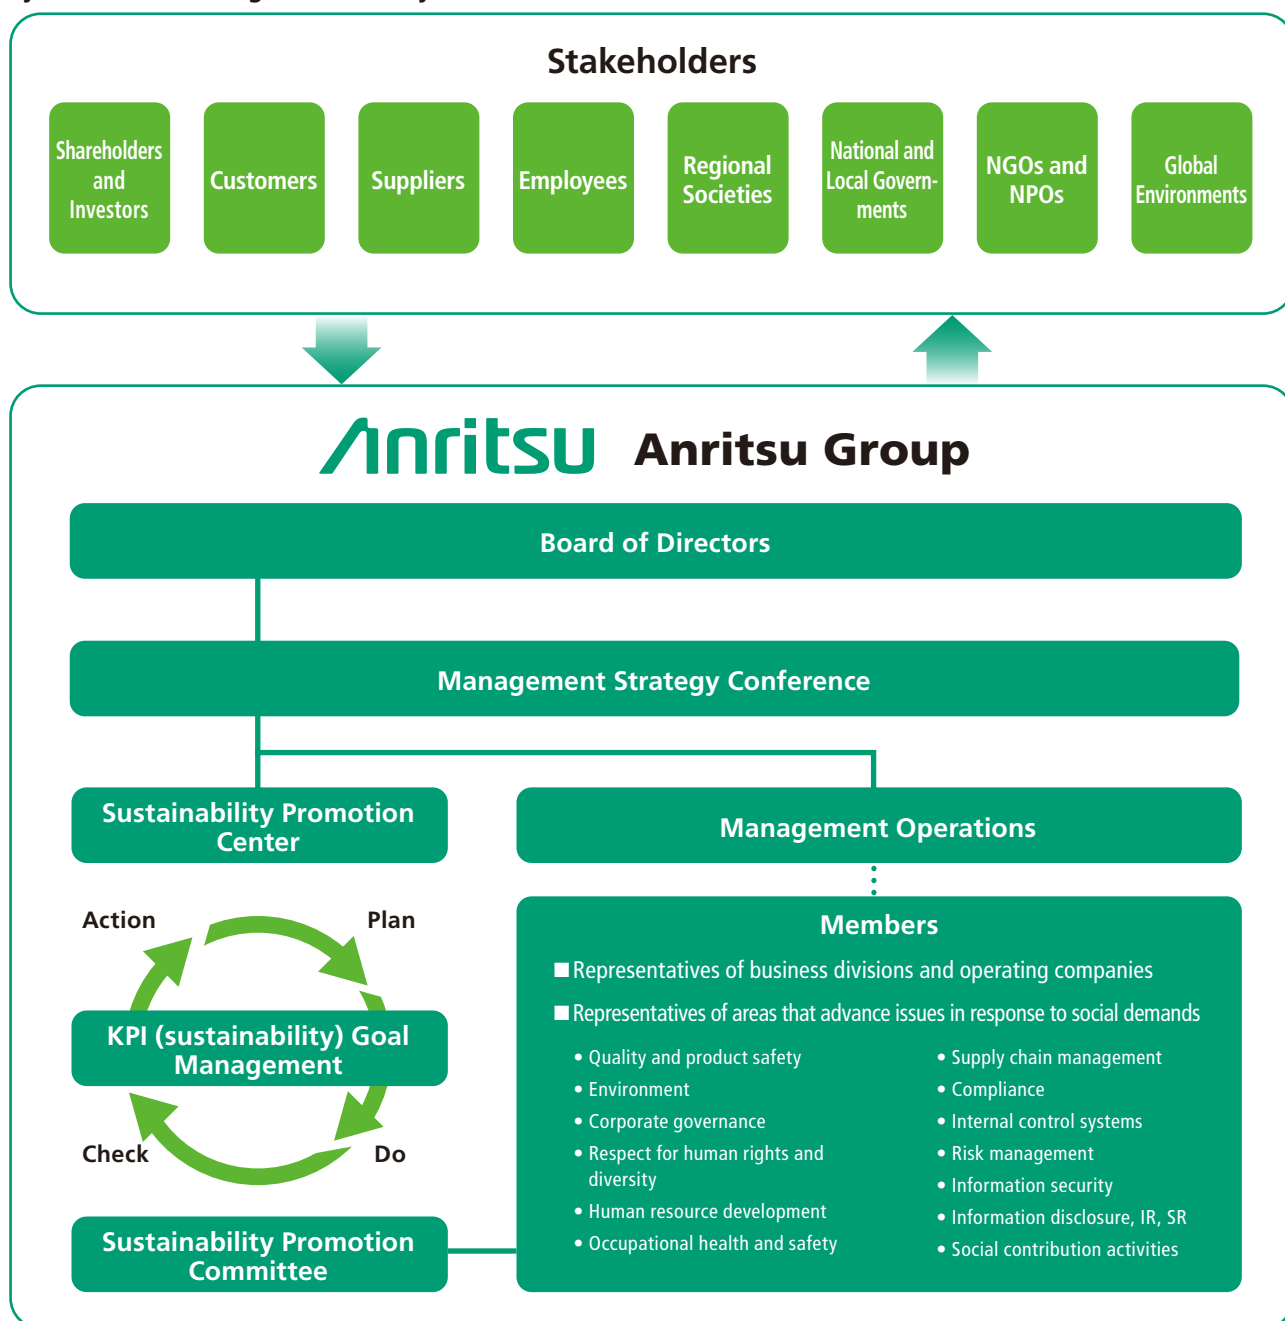 Stakeholders
Shareholders
and
Investors
Customers
Suppliers
Employees
Regional
Societies
National and
Local Govern-
ments
NGOs and
NPOs
Global
Environments
Anritsu Anritsu Group
Board of Directors
Management Strategy Conference
Sustainability Promotion
Center
Management Operations
Action
Plan
KPI (sustainability) Goal
Management
Check
Do
Sustainability Promotion
Committee
Members
■ Representatives of business divisions and operating companies
■ Representatives of areas that advance issues in response to social demands
• Quality and product safety
• Environment
• Corporate governance
• Respect for human rights and
diversity
• Human resource development
• Occupational health and safety
• Supply chain management
• Compliance
• Internal control systems
• Risk management
• Information security
• Information disclosure, IR, SR
• Social contribution activities